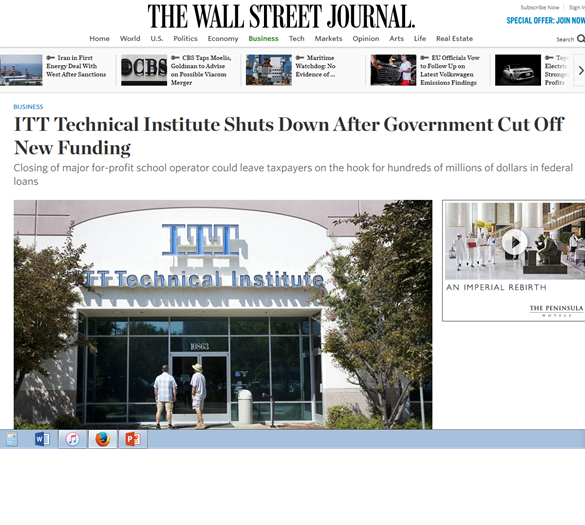 Subscribe Now
Sign I
THE WALL STREET JOURNAL.
SPECIAL OFFER: JOIN NOW
Home World U.S. Politics Economy Business Tech Markets Opinion Arts Life Real Estate
Search
Iran in First
Energy Deal With
West After Sanctions
CBS
CBS Taps Moelis,
Goldman to Advise
on Possible Viacom
Merger
Maritime
Watchdog: No
Evidence of ...
EU Officials Vow
to Follow Up on
Latest Volkswagen
Emissions Findings
Electric
Profits
BUSINESS
ITT Technical Institute Shuts Down After Government Cut Off
New Funding
Closing of major for-profit school operator could leave taxpayers on the hook for hundreds of millions of dollars in federal
loans
ITT
ITT Technical Institute
10863
AN IMPERIAL REBIRTH
THE PENINSULA
HOTELS